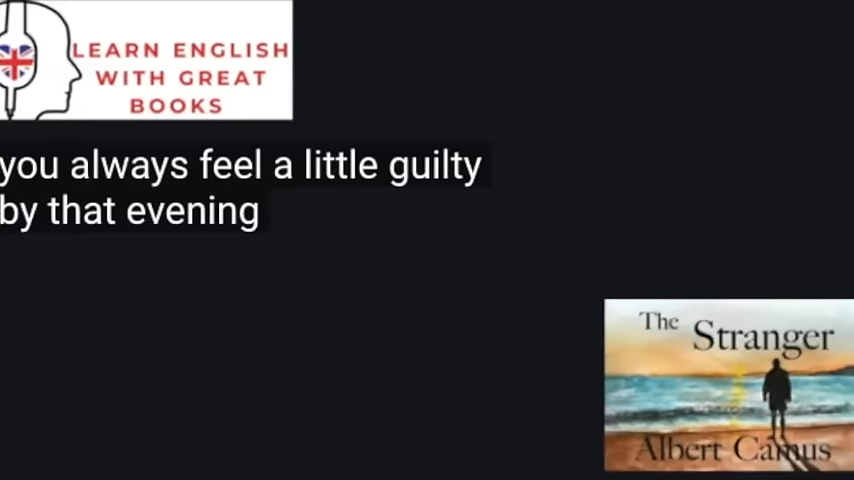 LEARN ENGLISH
WITH GREAT
BOOKS
you always feel a little guilty
by that evening
The Stranger
Albert Camus